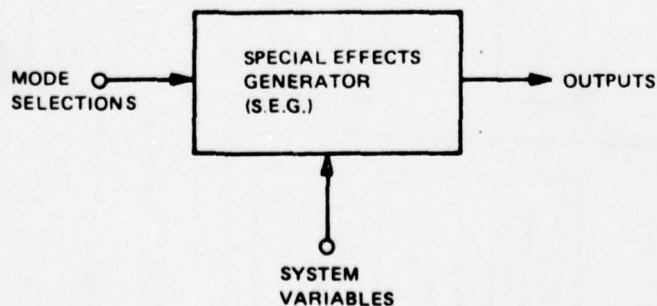 SPECIAL EFFECTS
GENERATOR
(S.E.G.)
MODE
SELECTIONS
OUTPUTS
SYSTEM
VARIABLES